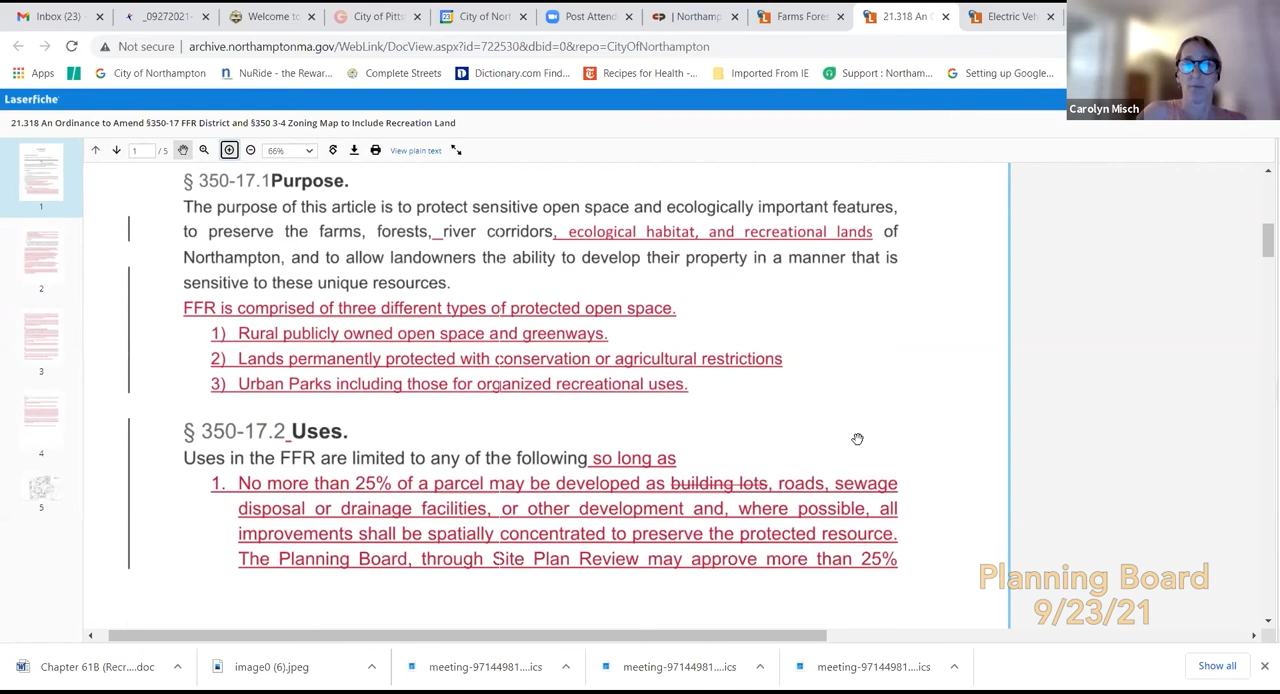 Inbox (23)
_09272021-
Welcome to
City of Pitts
City of Nort
Post Attend
| Northamp
Farms Fores
21.318 An O
Electric Veh
Not secure | archive.northamptonma.gov/WebLink/DocView.aspx?id=722530&dbid=0&repo=CityOfNorthampton
Apps
City of Northampton
NuRide - the Rewar...
Complete Streets
Dictionary.com Find...
Recipes for Health -...
Imported From IE
Support : Northam...
Setting up Google...
Carolyn Misch
Laserfiche
21.318 An Ordinance to Amend §350-17 FFR District and §350 3-4 Zoning Map to Include Recreation Land
1 / 5
66%
View plain text
1
2
3
4
5
§ 350-17.1Purpose.
The purpose of this article is to protect sensitive open space and ecologically important features,
to preserve the farms, forests, river corridors, ecological habitat, and recreational lands of
Northampton, and to allow landowners the ability to develop their property in a manner that is
sensitive to these unique resources.
FFR is comprised of three different types of protected open space.
1) Rural publicly owned open space and greenways.
2) Lands permanently protected with conservation or agricultural restrictions
3) Urban Parks including those for organized recreational uses.
§ 350-17.2 Uses.
Uses in the FFR are limited to any of the following so long as
1. No more than 25% of a parcel may be developed as building lots, roads, sewage
disposal or drainage facilities, or other development and, where possible, all
improvements shall be spatially concentrated to preserve the protected resource.
The Planning Board, through Site Plan Review may approve more than 25%
Planning Board
9/23/21
Chapter 61B (Recr....doc
image0 (6).jpeg
meeting-97144981....ics
meeting-97144981....ics
meeting-97144981....ics
Show all